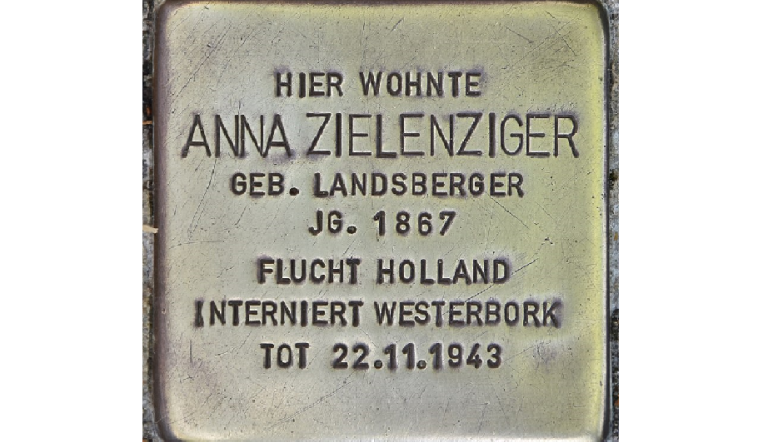 HIER WOHNTE
ANNA ZIELENZIGER
GEB. LANDSBERGER
JG. 1867
FLUCHT HOLLAND
INTERNIERT WESTERBORK
TOT 22.11.1943